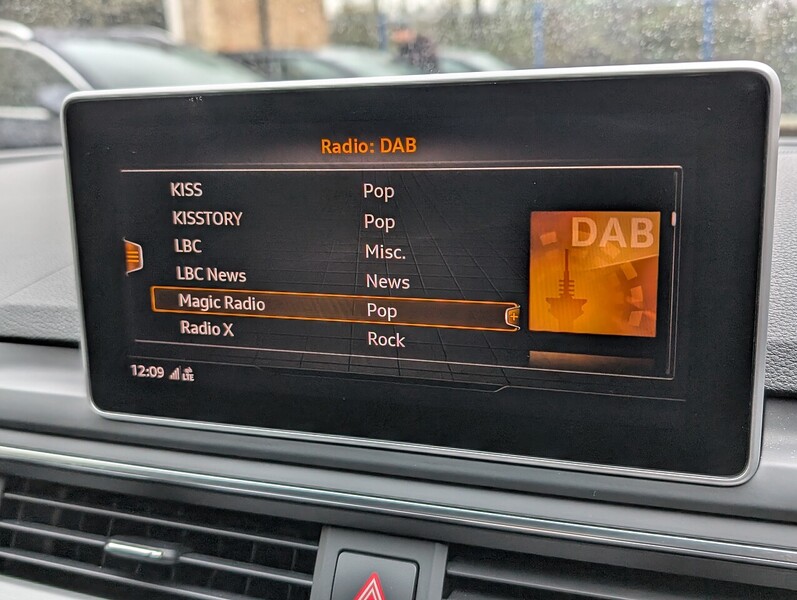 Radio: DAB
KISS Pop
KISSTORY Pop
LBC Misc.
LBC News News
Magic Radio Pop
Radio X Rock
DAB
12:09 LTE